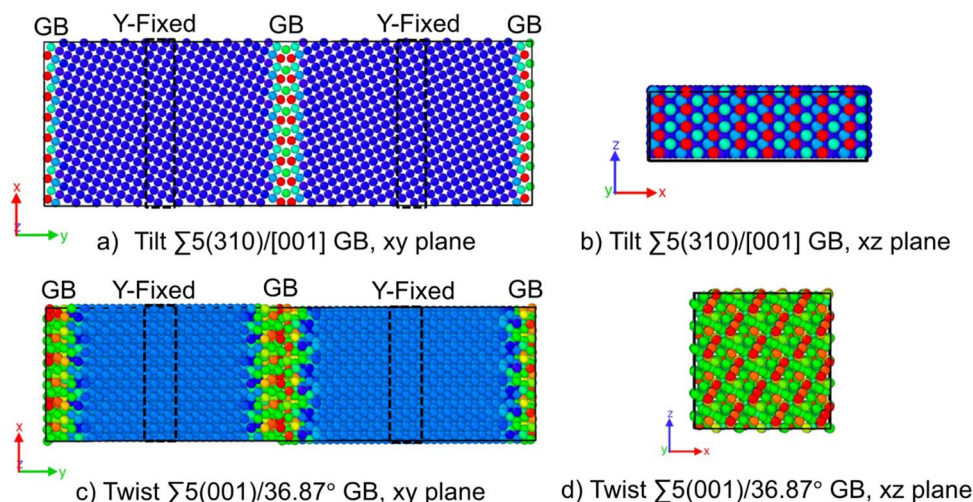 GB Y-Fixed GB GB
x
z y
a) Tilt ∑5(310)/[001] GB, xy plane
z
y x
b) Tilt ∑5(310)/[001] GB, xz plane
GB Y-Fixed GB Y-Fixed GB
x
z y
c) Twist ∑5(001)/36.87° GB, xy plane
z
y x
d) Twist ∑5(001)/36.87° GB, xz plane